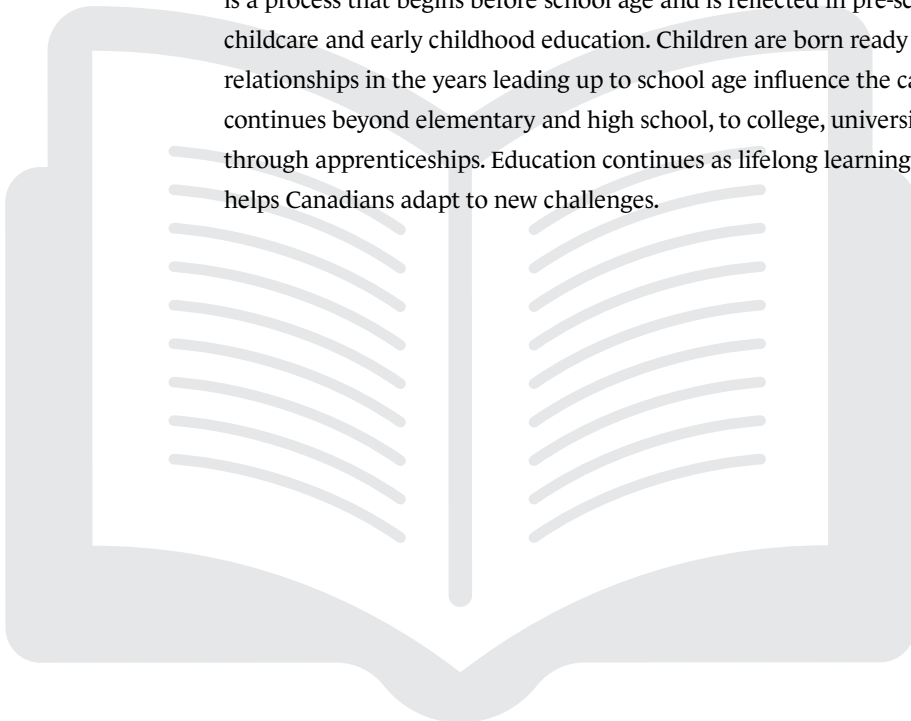 is a process that begins before school age and is reflected in
childcare and early childhood education. Children are born ready
relationships in the years leading up to school age influence the
continues beyond elementary and high school, to college,
through apprenticeships. Education continues as lifelong learning
helps Canadians adapt to new challenges.